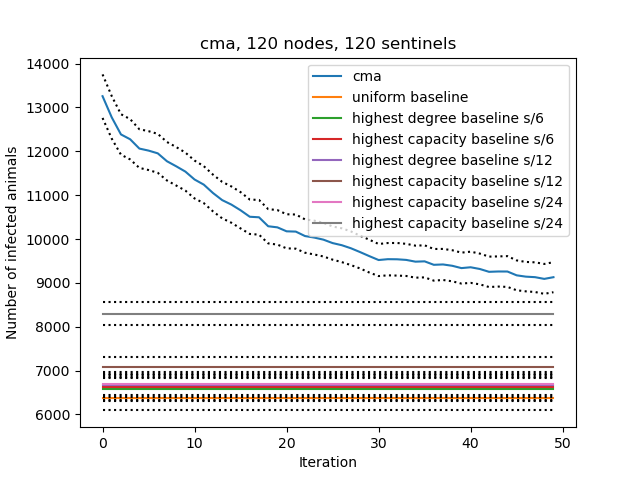 cma, 120 nodes, 120 sentinels
14000
13000
12000
11000
10000
9000
8000
7000
6000
Number of infected animals
cma
uniform baseline
highest degree baseline s/6
highest capacity baseline s/6
highest degree baseline s/12
highest capacity baseline s/12
highest capacity baseline s/24
highest capacity baseline s/24
0 10 20 30 40 50
Iteration